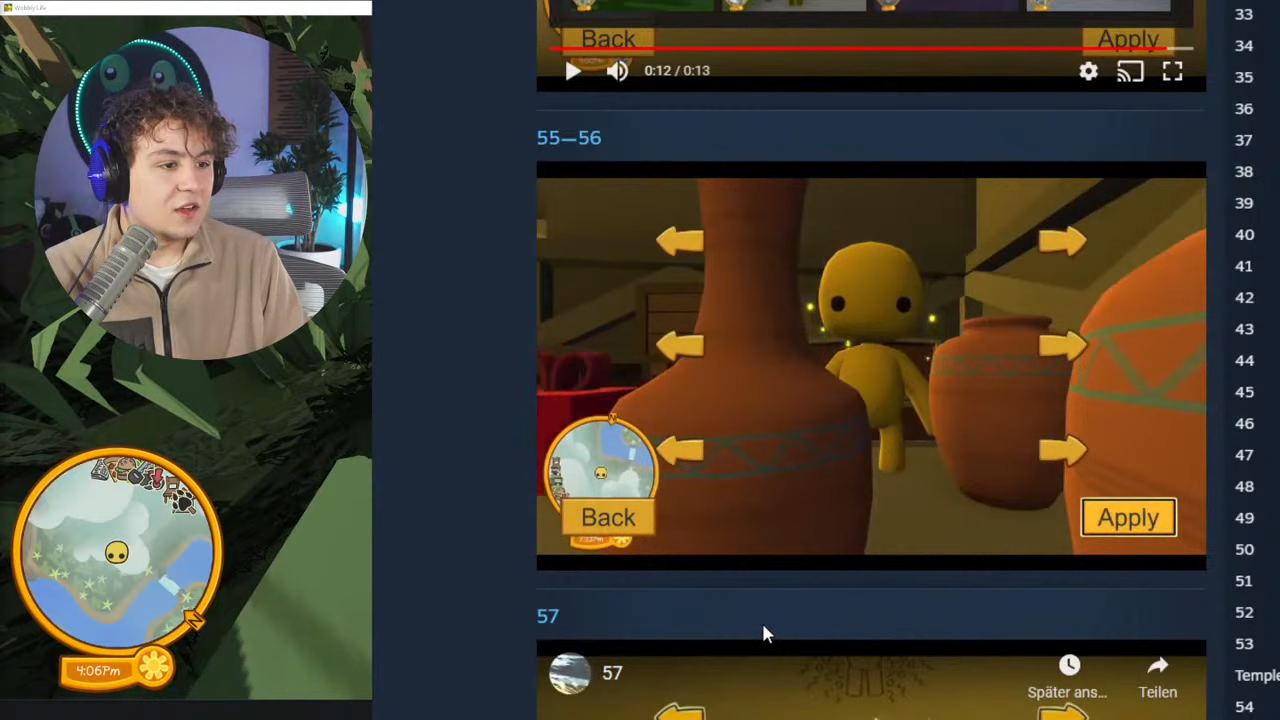 Wobbly Life
Back
Apply
0:12 / 0:13
55—56
Back
Apply
57
57
Später ans...
Teilen
N
4:06Pm
33
34
35
36
37
38
39
40
41
42
43
44
45
46
47
48
49
50
51
52
53
Temple
54